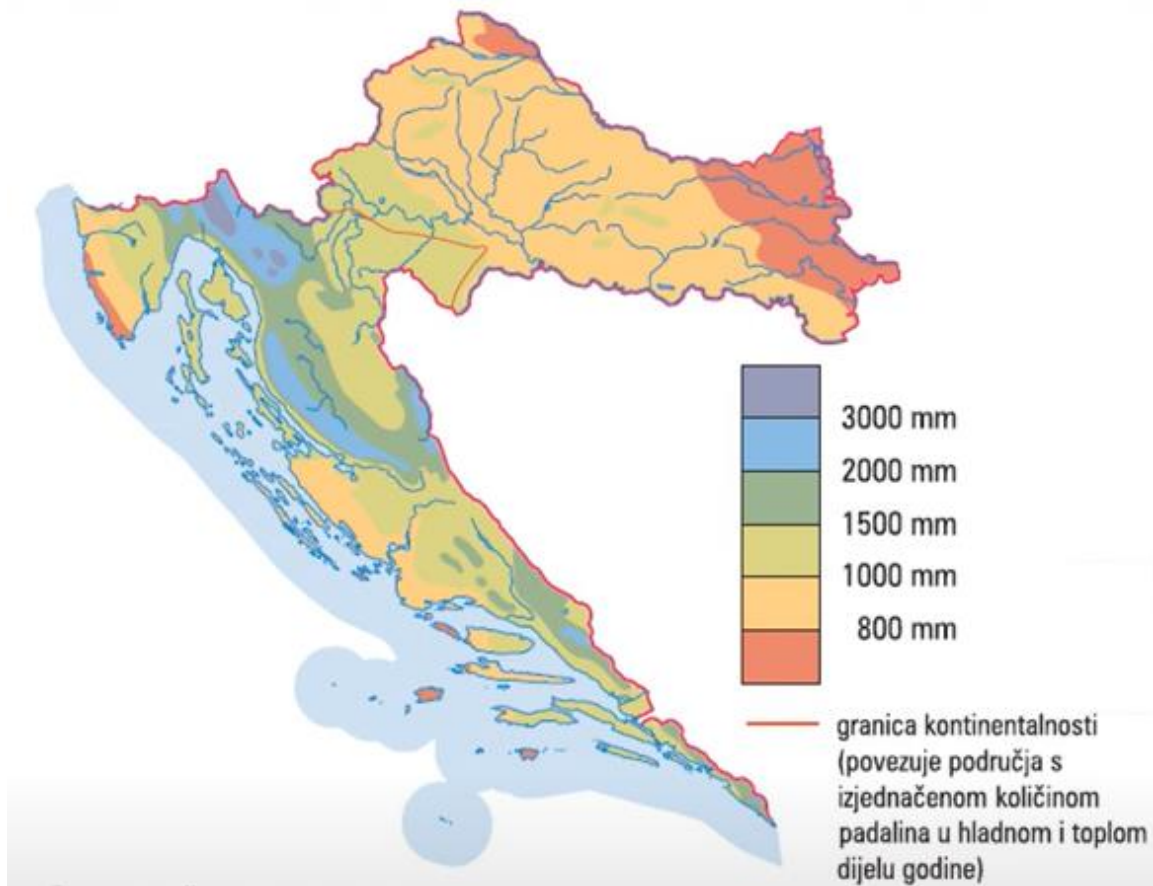 3000 mm
2000 mm
1500 mm
1000 mm
800 mm
granica kontinentalnosti
(povezuje područja s
izjednačenom količinom
padalina u hladnom i toplom
dijelu godine)